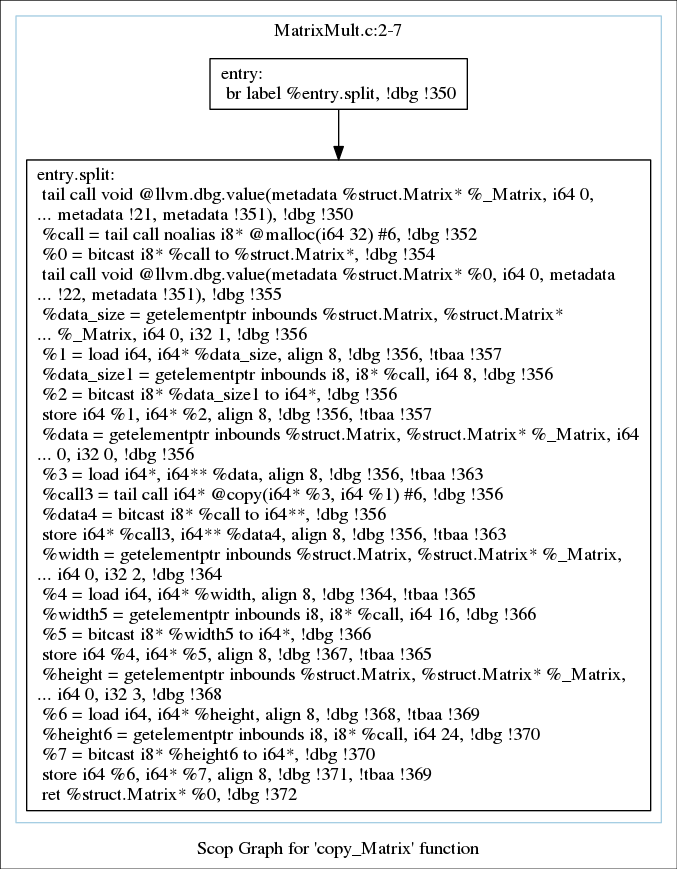 MatrixMult.c:2-7
entry:
br label %entry.split, !dbg !350
entry.split:
tail call void @llvm.dbg.value(metadata %struct.Matrix* %_Matrix, i64 0,
... metadata !21, metadata !351), !dbg !350
%call = tail call noalias i8* @malloc(i64 32) #6, !dbg !352
%0 = bitcast i8* %call to %struct.Matrix*, !dbg !354
tail call void @llvm.dbg.value(metadata %struct.Matrix* %0, i64 0, metadata
... !22, metadata !351), !dbg !355
%data_size = getelementptr inbounds %struct.Matrix, %struct.Matrix*
... %_Matrix, i64 0, i32 1, !dbg !356
%1 = load i64, i64* %data_size, align 8, !dbg !356, !tbaa !357
%data_size1 = getelementptr inbounds i8, i8* %call, i64 8, !dbg !356
%2 = bitcast i8* %data_size1 to i64*, !dbg !356
store i64 %1, i64* %2, align 8, !dbg !356, !tbaa !357
%data = getelementptr inbounds %struct.Matrix, %struct.Matrix* %_Matrix, i64
... 0, i32 0, !dbg !356
%3 = load i64*, i64** %data, align 8, !dbg !356, !tbaa !363
%call3 = tail call i64* @copy(i64* %3, i64 %1) #6, !dbg !356
%data4 = bitcast i8* %call to i64**, !dbg !356
store i64* %call3, i64** %data4, align 8, !dbg !356, !tbaa !363
%width = getelementptr inbounds %struct.Matrix, %struct.Matrix* %_Matrix,
... i64 0, i32 2, !dbg !364
%4 = load i64, i64* %width, align 8, !dbg !364, !tbaa !365
%width5 = getelementptr inbounds i8, i8* %call, i64 16, !dbg !366
%5 = bitcast i8* %width5 to i64*, !dbg !366
store i64 %4, i64* %5, align 8, !dbg !367, !tbaa !365
%height = getelementptr inbounds %struct.Matrix, %struct.Matrix* %_Matrix,
... i64 0, i32 3, !dbg !368
%6 = load i64, i64* %height, align 8, !dbg !368, !tbaa !369
%height6 = getelementptr inbounds i8, i8* %call, i64 24, !dbg !370
%7 = bitcast i8* %height6 to i64*, !dbg !370
store i64 %6, i64* %7, align 8, !dbg !371, !tbaa !369
ret %struct.Matrix* %0, !dbg !372
Scop Graph for 'copy_Matrix' function